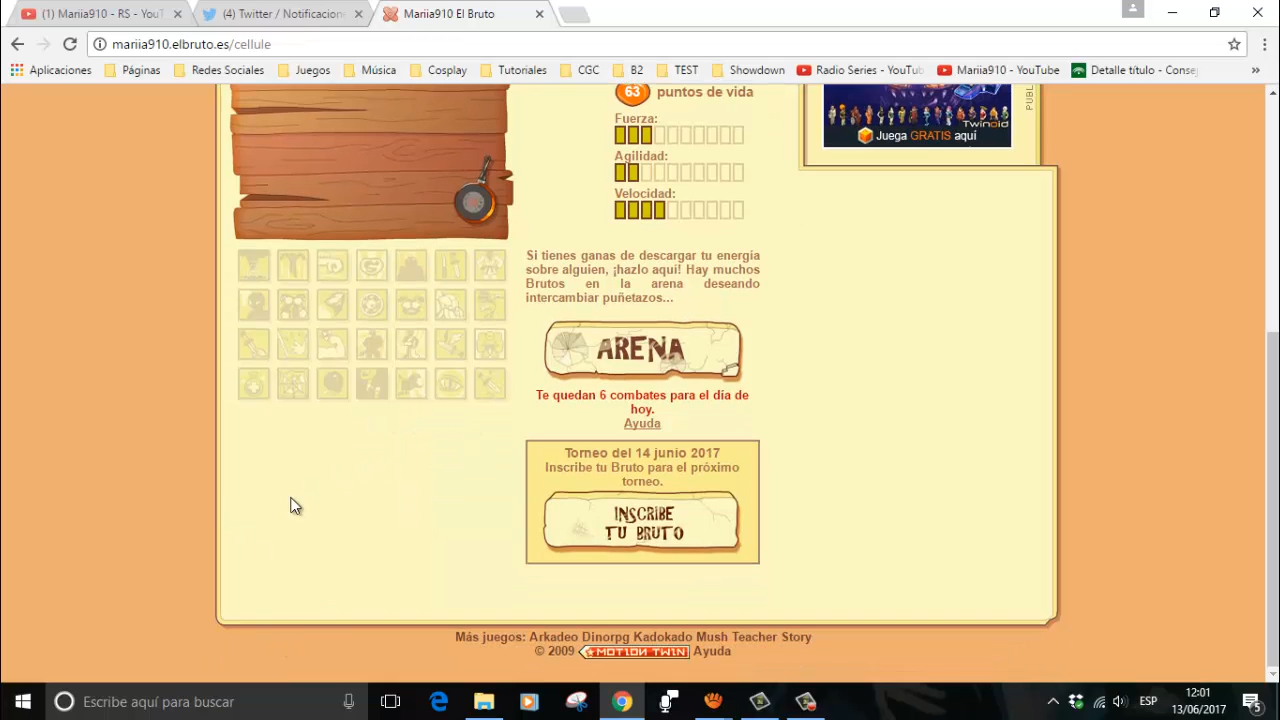 (1) Mariia910 - RS - YouT
(4) Twitter / Notificacion
Mariia910 El Bruto
mariia910.elbruto.es/cellule
Aplicaciones
Páginas
Redes Sociales
Juegos
Música
Cosplay
Tutoriales
CGC
B2
TEST
Showdown
Radio Series - YouTub
Mariia910 - YouTube
Detalle título - Conse
»
63 puntos de vida
Fuerza:
Agilidad:
Velocidad:
Twinoid
Juega GRATIS aquí
PUBL
Si tienes ganas de descargar tu energía
sobre alguien, ¡hazlo aquí! Hay muchos
Brutos en la arena deseando
intercambiar puñetazos...
ARENA
Te quedan 6 combates para el día de
hoy.
Ayuda
Torneo del 14 junio 2017
Inscribe tu Bruto para el próximo
torneo.
INSCRIBE
TU BRUTO
Más juegos: Arkadeo Dinorpg Kadokado Mush Teacher Story
© 2009 MOTION TWIN Ayuda
Escribe aquí para buscar
ESP
12:01
13/06/2017
5